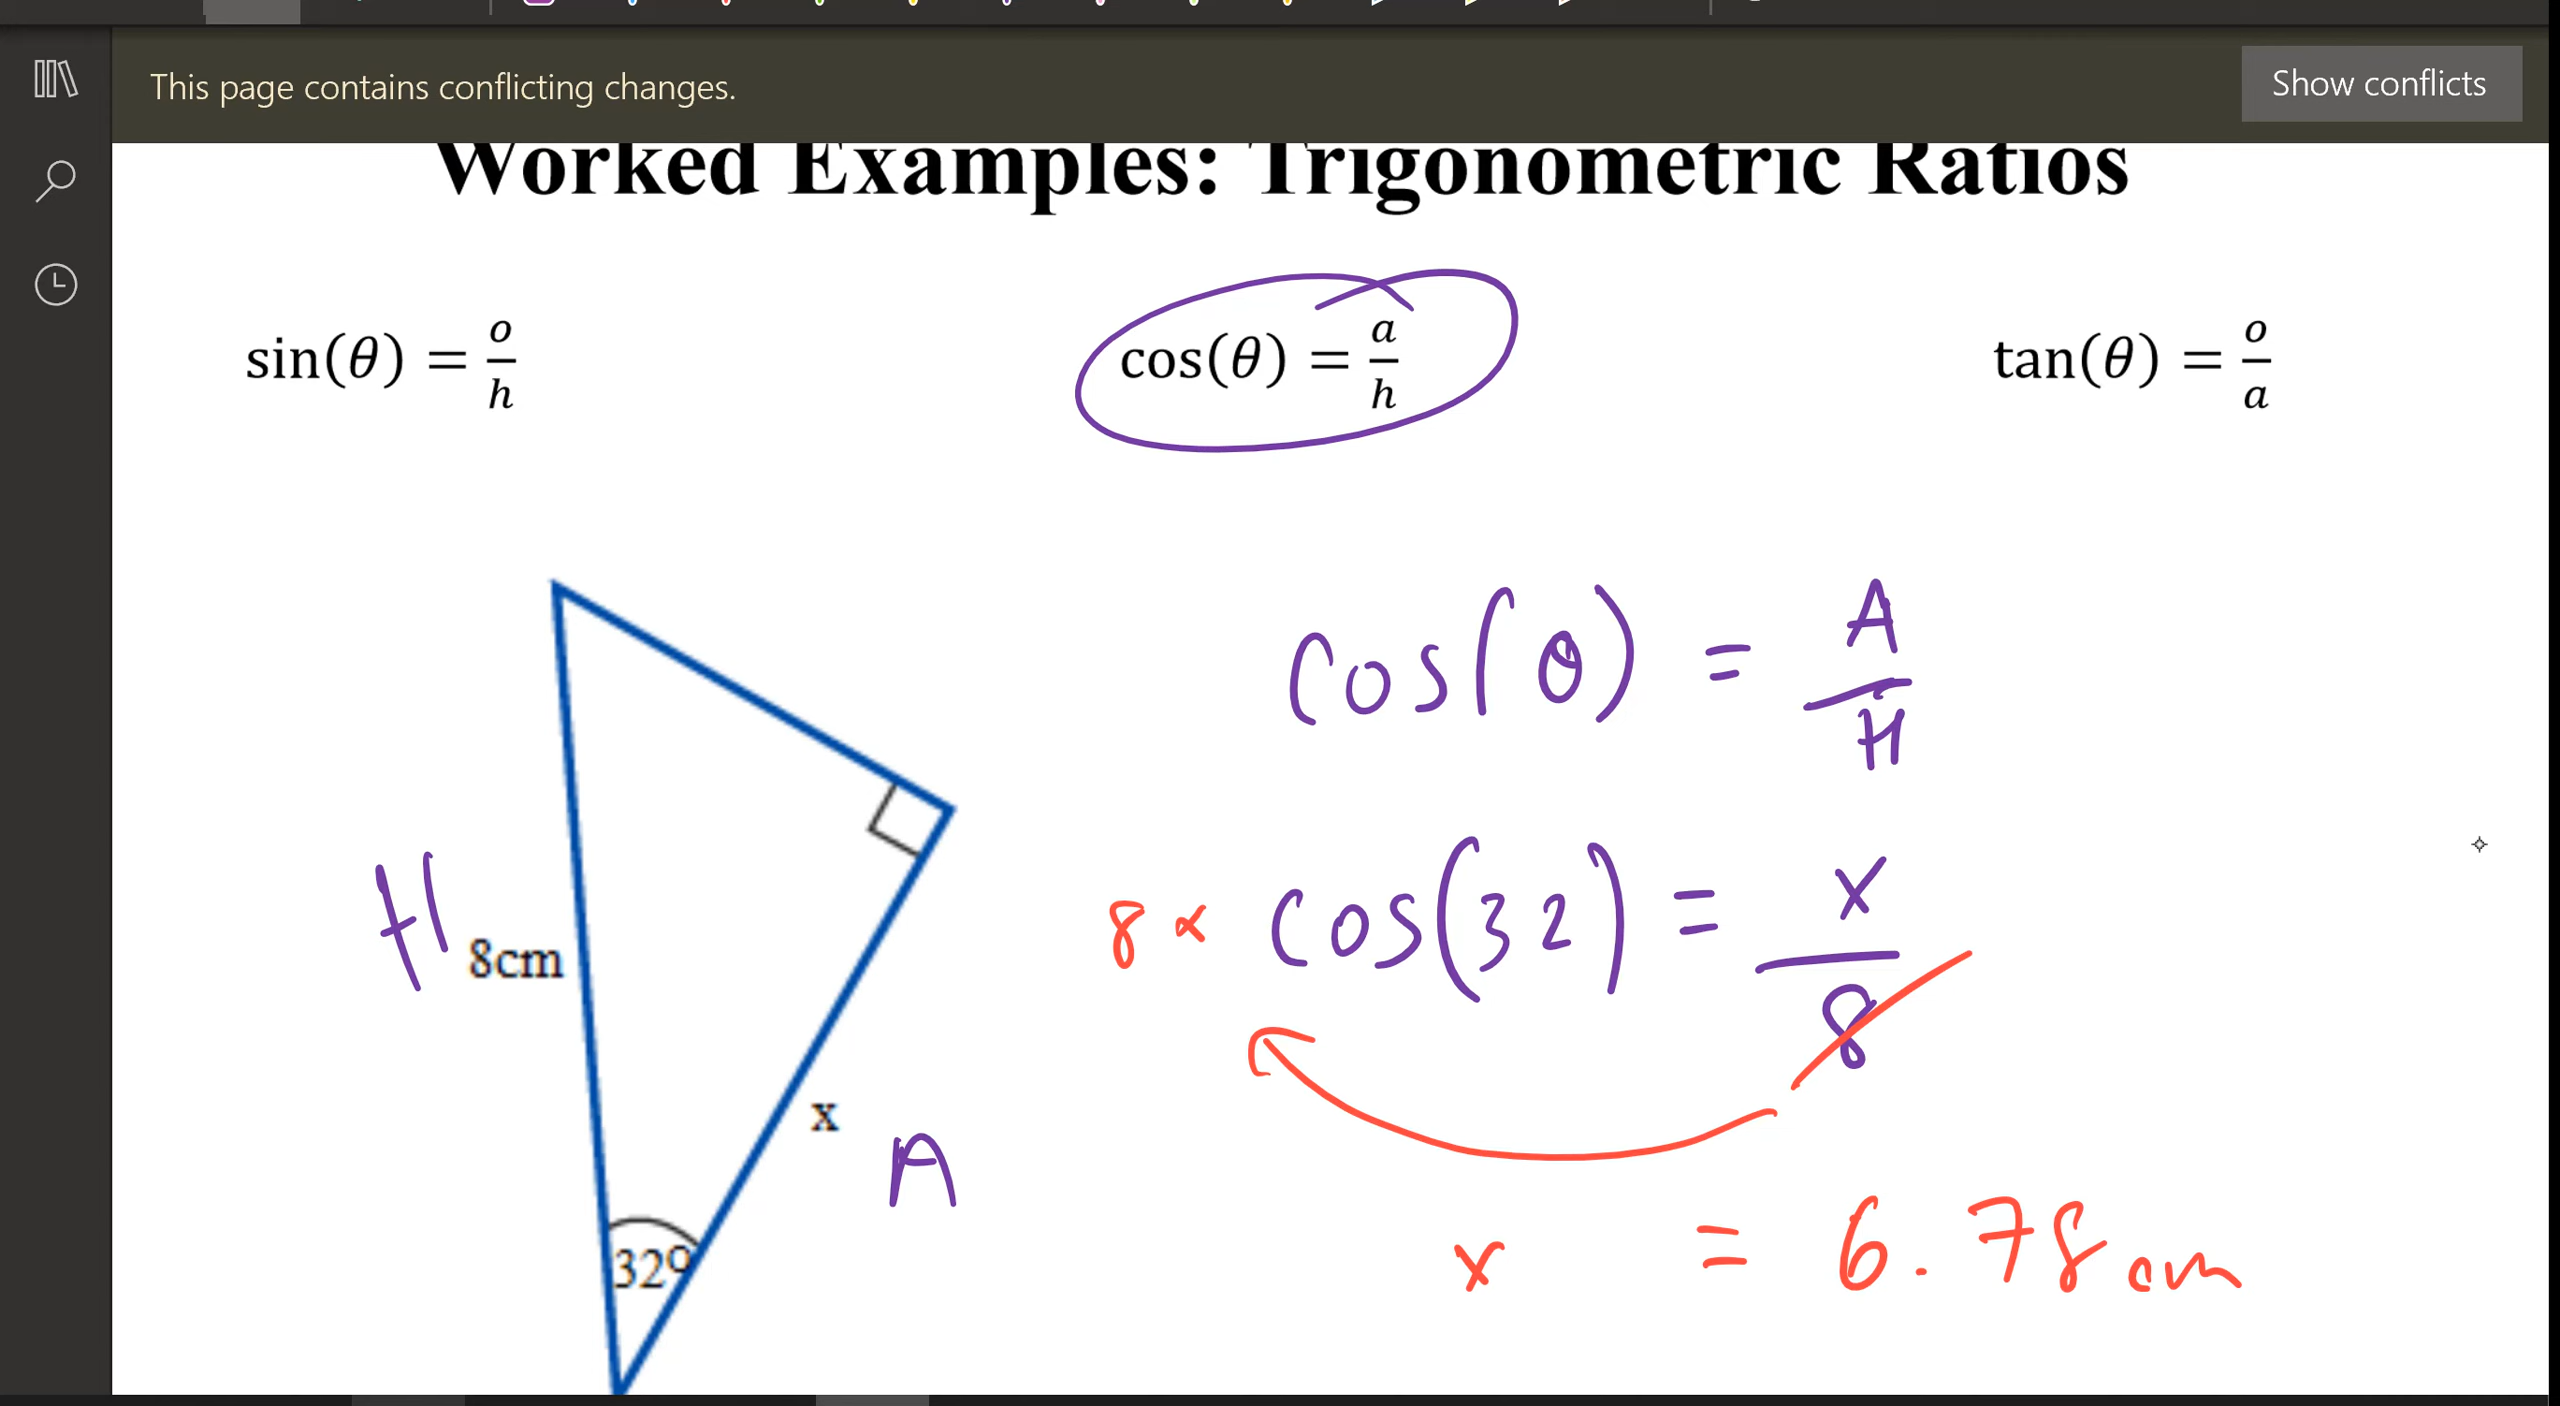 This page contains conflicting changes.
Show conflicts
Worked Examples: Trigonometric Ratios
sin(θ) = o/h
cos(θ) = a/h
tan(θ) = o/a
cos(θ) = A/H
H
8cm
8 × cos(32) = x/8
x
A
32º
x = 6.78cm